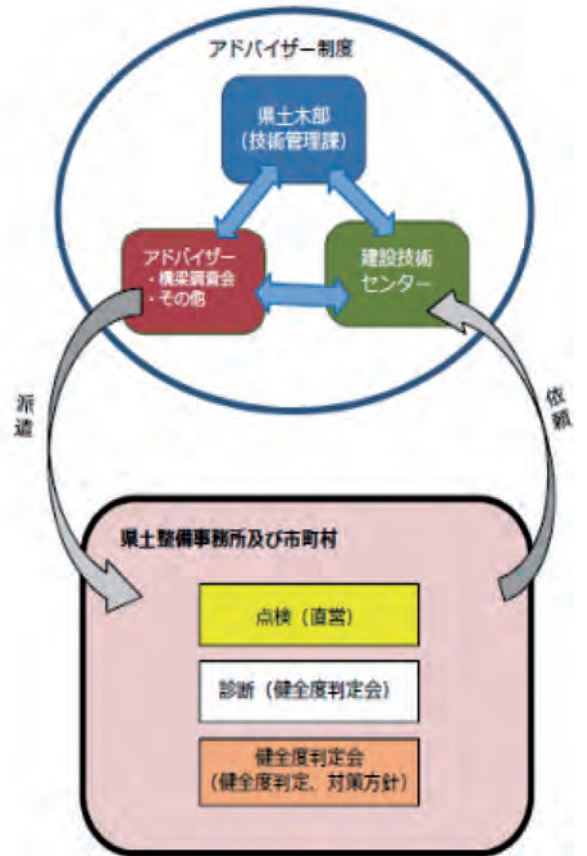 アドバイザー制度
県土木部
（技術管理課）
アドバイザー
・橋梁調査会
・その他
建設技術
センター
派遣
依頼
県土整備事務所及び市町村
点検（直営）
診断（健全度判定会）
健全度判定会
（健全度判定、対策方針）